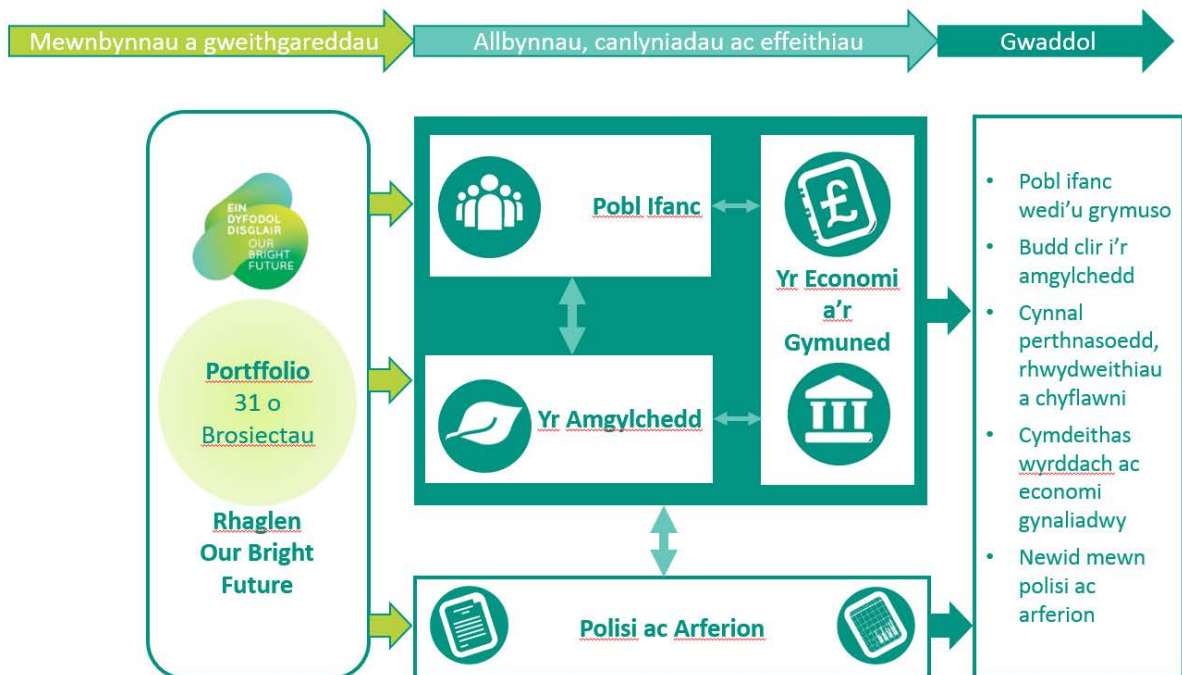 Mewnbynnau a gweithgareddau
Allbynnau, canlyniadau ac effeithiau
Gwaddol
EIN
DYFODOL
DISGLAIR
OUR
BRIGHT
FUTURE
Portffolio
31 o
Brosiectau
Rhaglen
Our Bright
Future
Pobl Ifanc
Yr Amgylchedd
£
Yr Economi
a'r
Gymuned
Polisi ac Arferion
• Pobl ifanc
wedi'u grymuso
• Budd clir i'r
amgylchedd
• Cynnal
perthnasoedd,
rhwydweithiau
a chyflawni
• Cymdeithas
wyrddach ac
economi
gynaliadwy
• Newid mewn
polisi ac
arferion